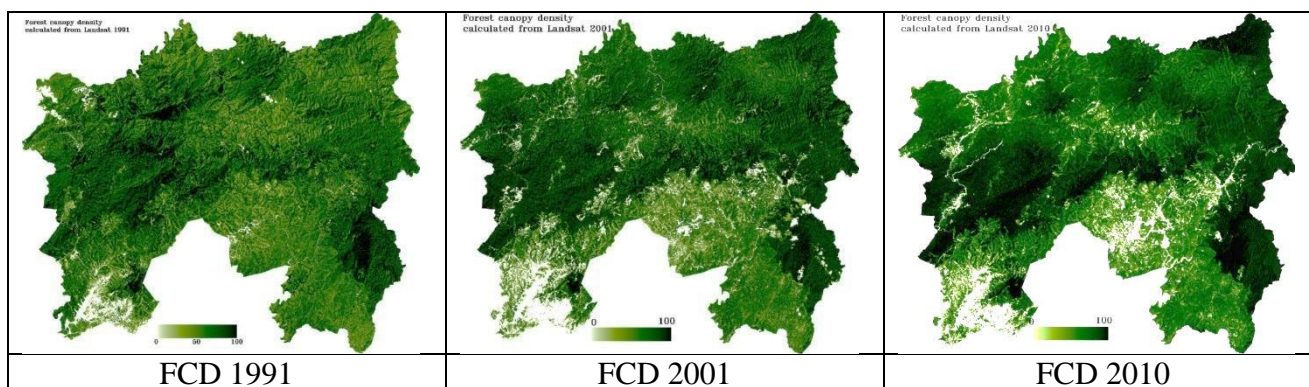 Forest canopy density
calculated from Landsat 1991
0 50 100
Forest canopy density
calculated from Landsat 2001
0 100
Forest canopy density
calculated from Landsat 2010
0 100
FCD 1991
FCD 2001
FCD 2010